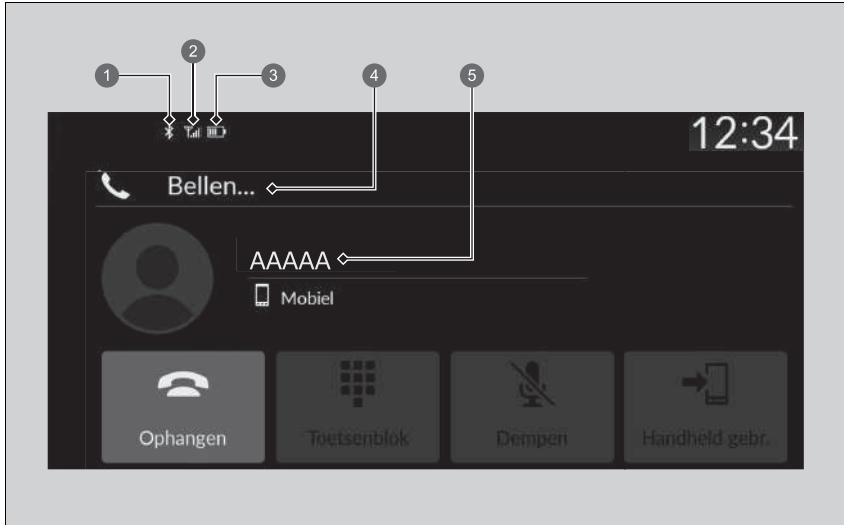 2
1 3 4 5
12:34
Bellen...
AAAAA
Mobiel
Ophangen Toetsenblok Dempen Handheld gebr.